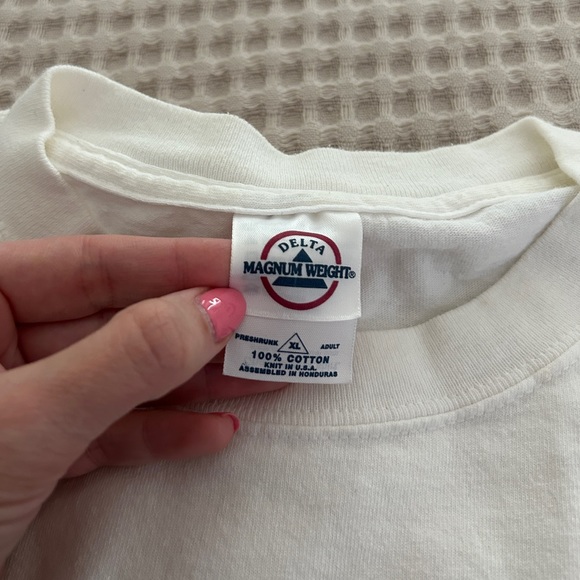 DELTA
MAGNUM WEIGHT®
PRESHRUNK XL ADULT
100% COTTON
KNIT IN U.S.A.
ASSEMBLED IN HONDURAS